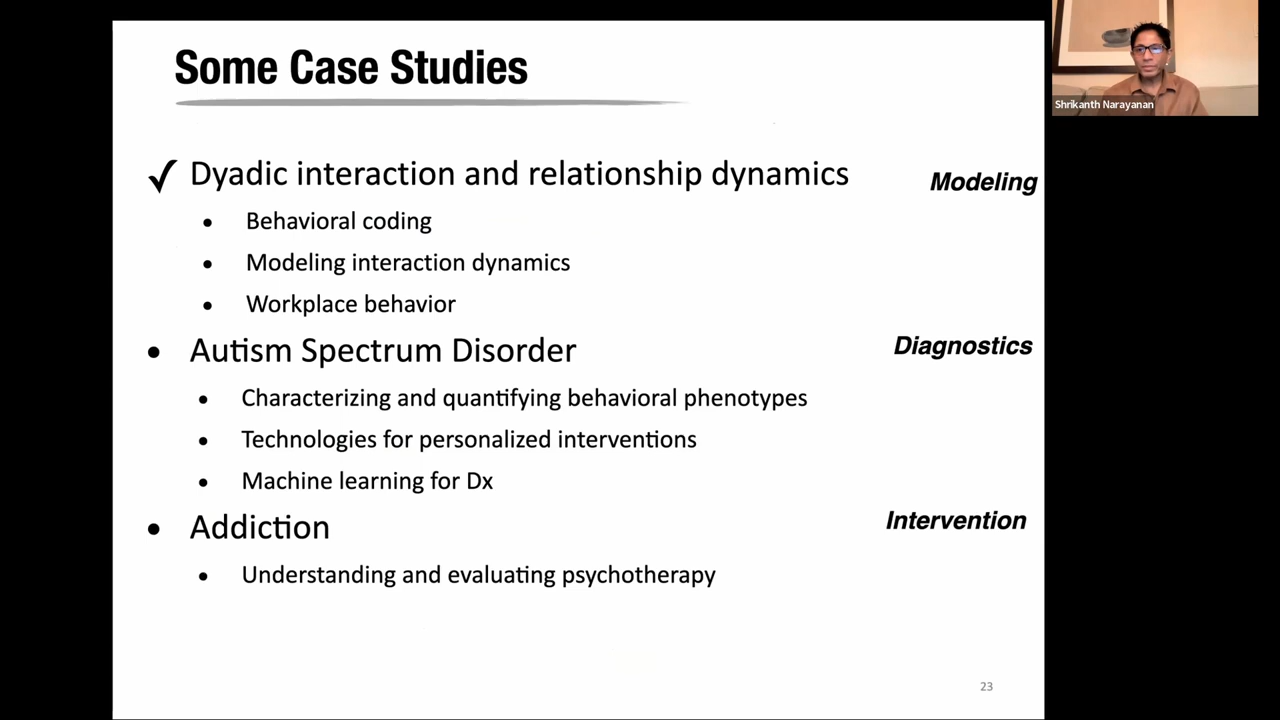 Some Case Studies
Shrikanth Narayanan
✓ Dyadic interaction and relationship dynamics
Modeling
• Behavioral coding
• Modeling interaction dynamics
• Workplace behavior
• Autism Spectrum Disorder
Diagnostics
• Characterizing and quantifying behavioral phenotypes
• Technologies for personalized interventions
• Machine learning for Dx
• Addiction
Intervention
• Understanding and evaluating psychotherapy
23